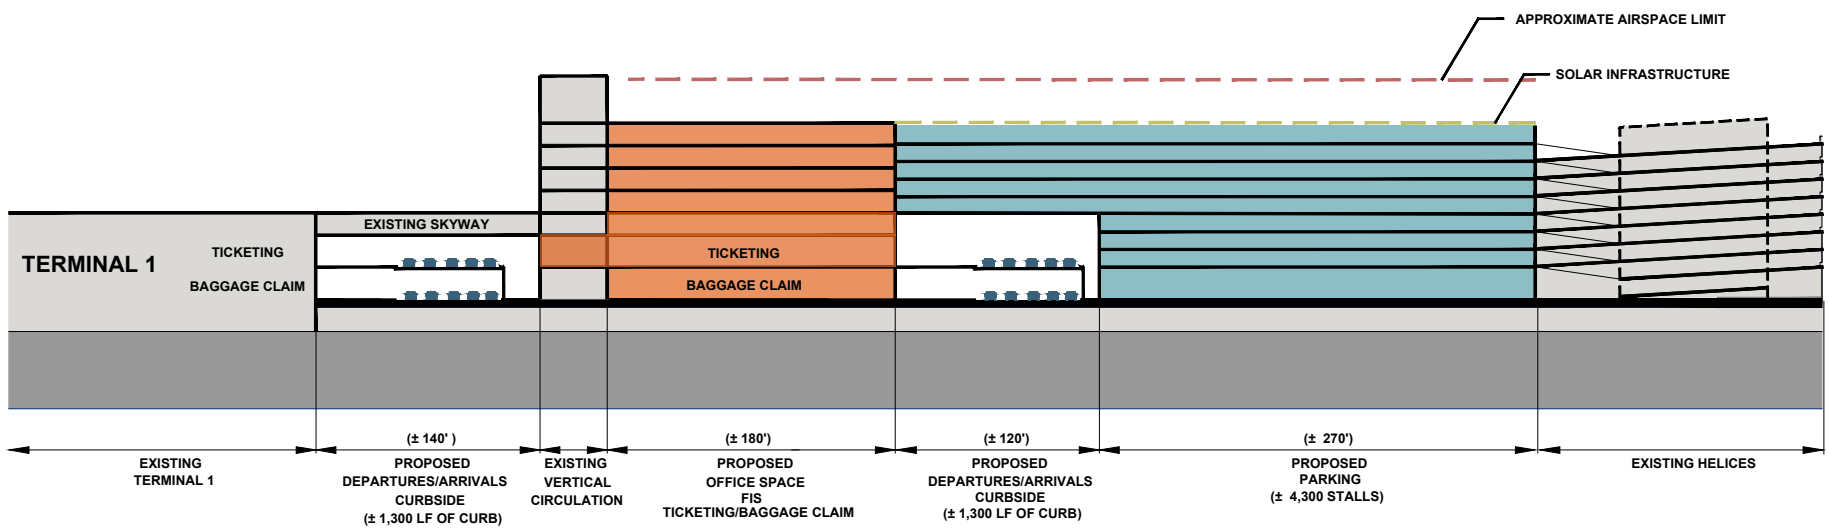 APPROXIMATE AIRSPACE LIMIT
SOLAR INFRASTRUCTURE
EXISTING SKYWAY
TERMINAL 1
TICKETING
BAGGAGE CLAIM
TICKETING
BAGGAGE CLAIM
(± 140' )
(± 180')
(± 120')
(± 270')
EXISTING
TERMINAL 1
PROPOSED
DEPARTURES/ARRIVALS
CURBSIDE
(± 1,300 LF OF CURB)
EXISTING
VERTICAL
CIRCULATION
PROPOSED
OFFICE SPACE
FIS
TICKETING/BAGGAGE CLAIM
PROPOSED
DEPARTURES/ARRIVALS
CURBSIDE
(± 1,300 LF OF CURB)
PROPOSED
PARKING
(± 4,300 STALLS)
EXISTING HELICES